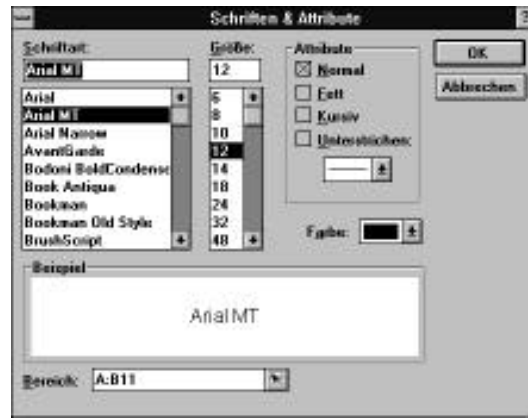 Schriften & Attribute
?
Schriftart:
Arial MT
Arial
Arial MT
Arial Narrow
AvantGarde
Bodoni BoldCondense
Book Antiqua
Bookman
Bookman Old Style
BrushScript
Größe:
12
6
8
10
12
14
18
24
32
48
Attribute
Normal
Fett
Kursiv
Unterstrichen:
Farbe:
OK
Abbrechen
Beispiel
Arial MT
Bereich: A:B11